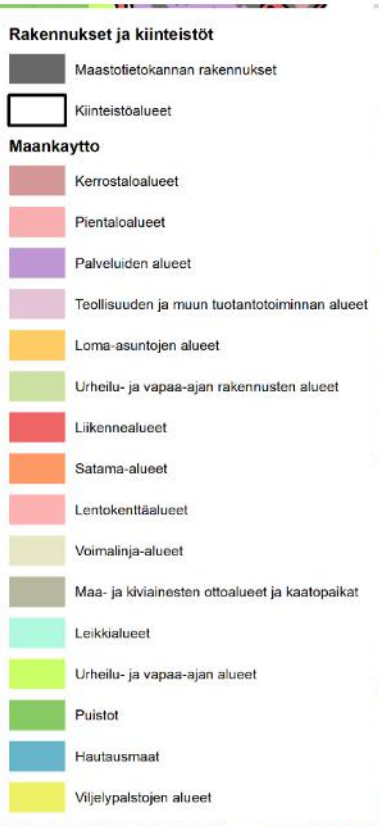 Rakennukset ja kiinteistöt
Maastotietokannan rakennukset
Kiinteistöalueet
Maankaytto
Kerrostaloalueet
Pientaloalueet
Palveluiden alueet
Teollisuuden ja muun tuotantotoiminnan alueet
Loma-asuntojen alueet
Urheilu- ja vapaa-ajan rakennusten alueet
Liikennealueet
Satama-alueet
Lentokenttäalueet
Voimalinja-alueet
Maa- ja kiviainesten ottoalueet ja kaatopaikat
Leikkialueet
Urheilu- ja vapaa-ajan alueet
Puistot
Hautausmaat
Viljelypalstojen alueet